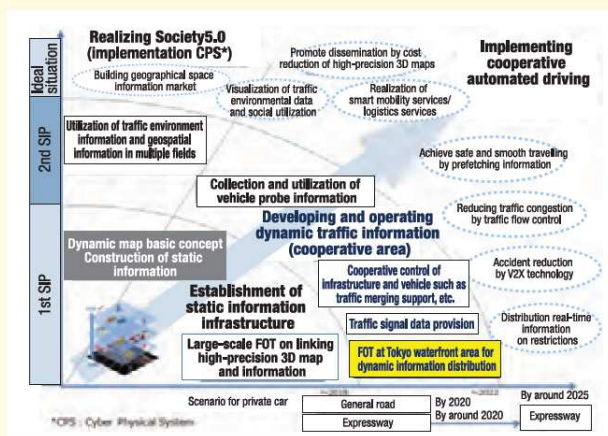 Ideal situation
2nd SIP
1st SIP
Realizing Society5.0
(implementation CPS*)
Building geographical space
information market
Promote dissemination by cost
reduction of high-precision 3D maps
Implementing
cooperative
automated driving
Visualization of traffic
environmental data
and social utilization
Realization of
smart mobility services/
logistics services
Utilization of traffic environment
information and geospatial
information in multiple fields
Achieve safe and smooth travelling
by prefetching information
Collection and utilization of
vehicle probe information
Reducing traffic congestion
by traffic flow control
Developing and operating
dynamic traffic information
(cooperative area)
Dynamic map basic concept
Construction of static
information
Accident reduction
by V2X technology
Cooperative control of
infrastructure and vehicle such as
traffic merging support, etc.
Establishment of
static information
infrastructure
Traffic signal data provision
Distribution real-time
information
on restrictions
Large-scale FOT on linking
high-precision 3D map
and information
FOT at Tokyo waterfront area for
dynamic information distribution
Scenario for private car
General road
By 2020
By around 2025
Expressway
By around 2020
Expressway
*CPS : Cyber Physical System